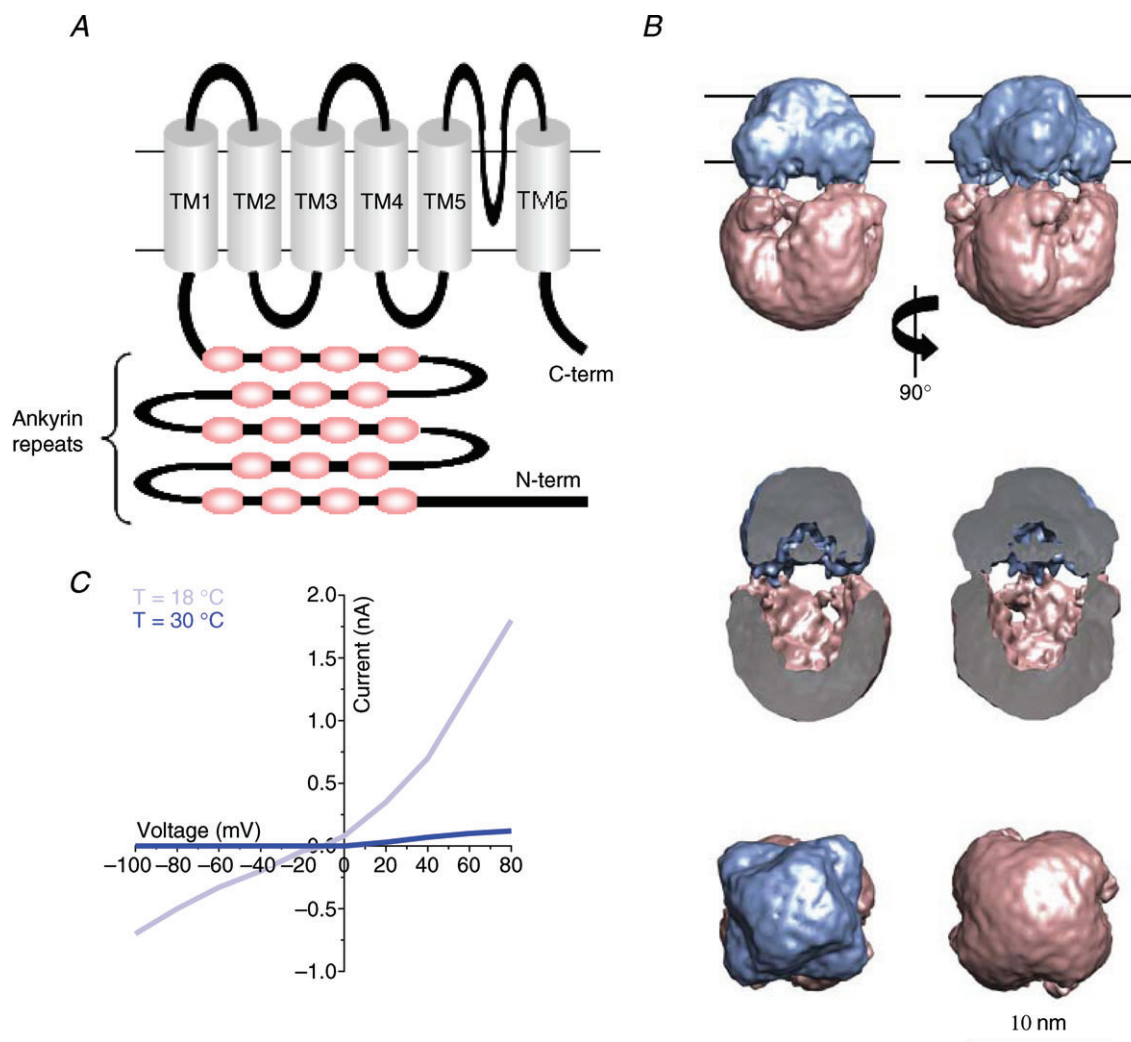 A
TM1 TM2 TM3 TM4 TM5 TM6
C-term
Ankyrin
repeats
N-term
B
90°
10 nm
C
T = 18 °C
T = 30 °C
Current (nA)
2.0
1.5
1.0
0.5
0.0
−0.5
−1.0
Voltage (mV)
−100 −80 −60 −40 −20 0 20 40 60 80